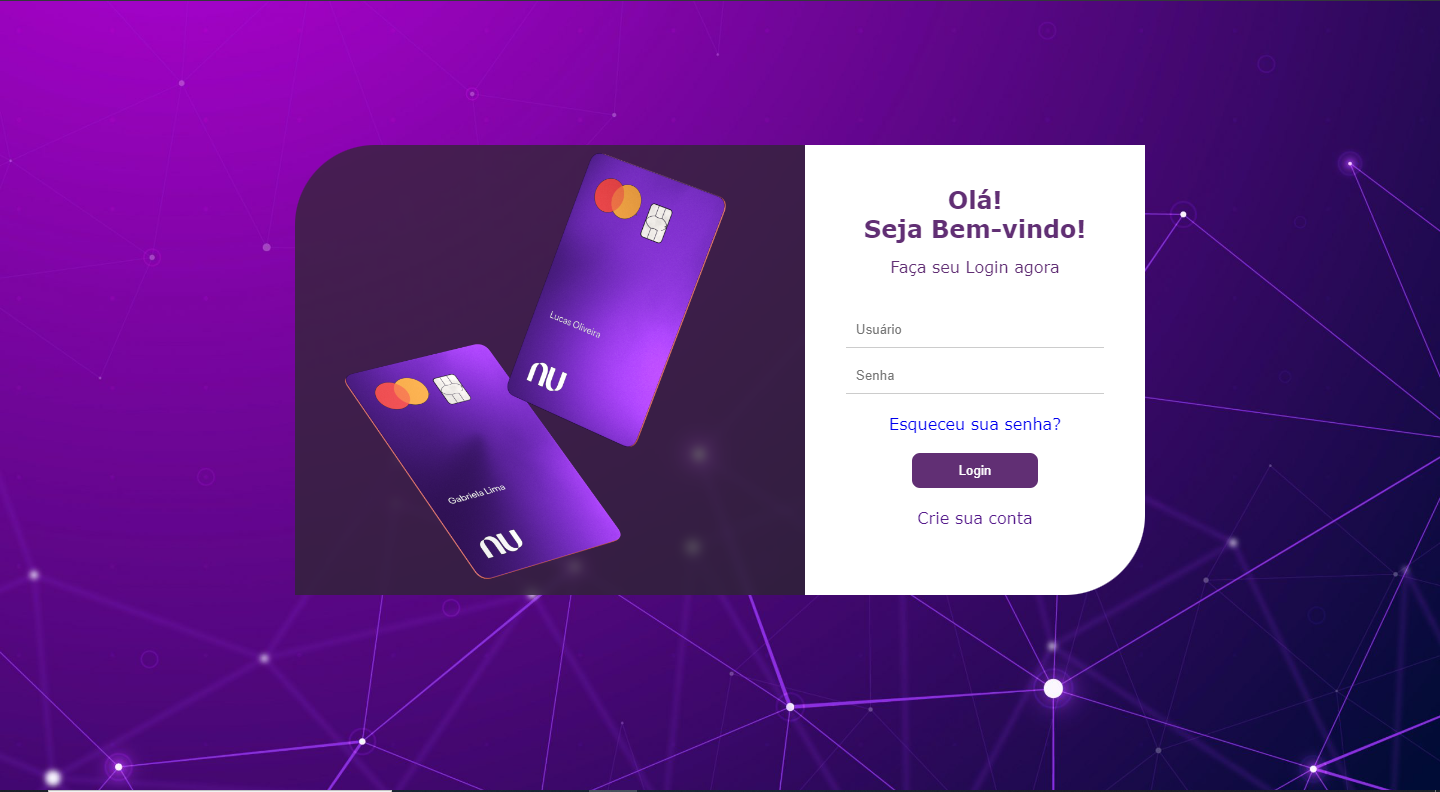 Lucas Oliveira
nu
Gabriela Lima
nu
Olá!
Seja Bem-vindo!
Faça seu Login agora
Usuário
Senha
Esqueceu sua senha?
Login
Crie sua conta